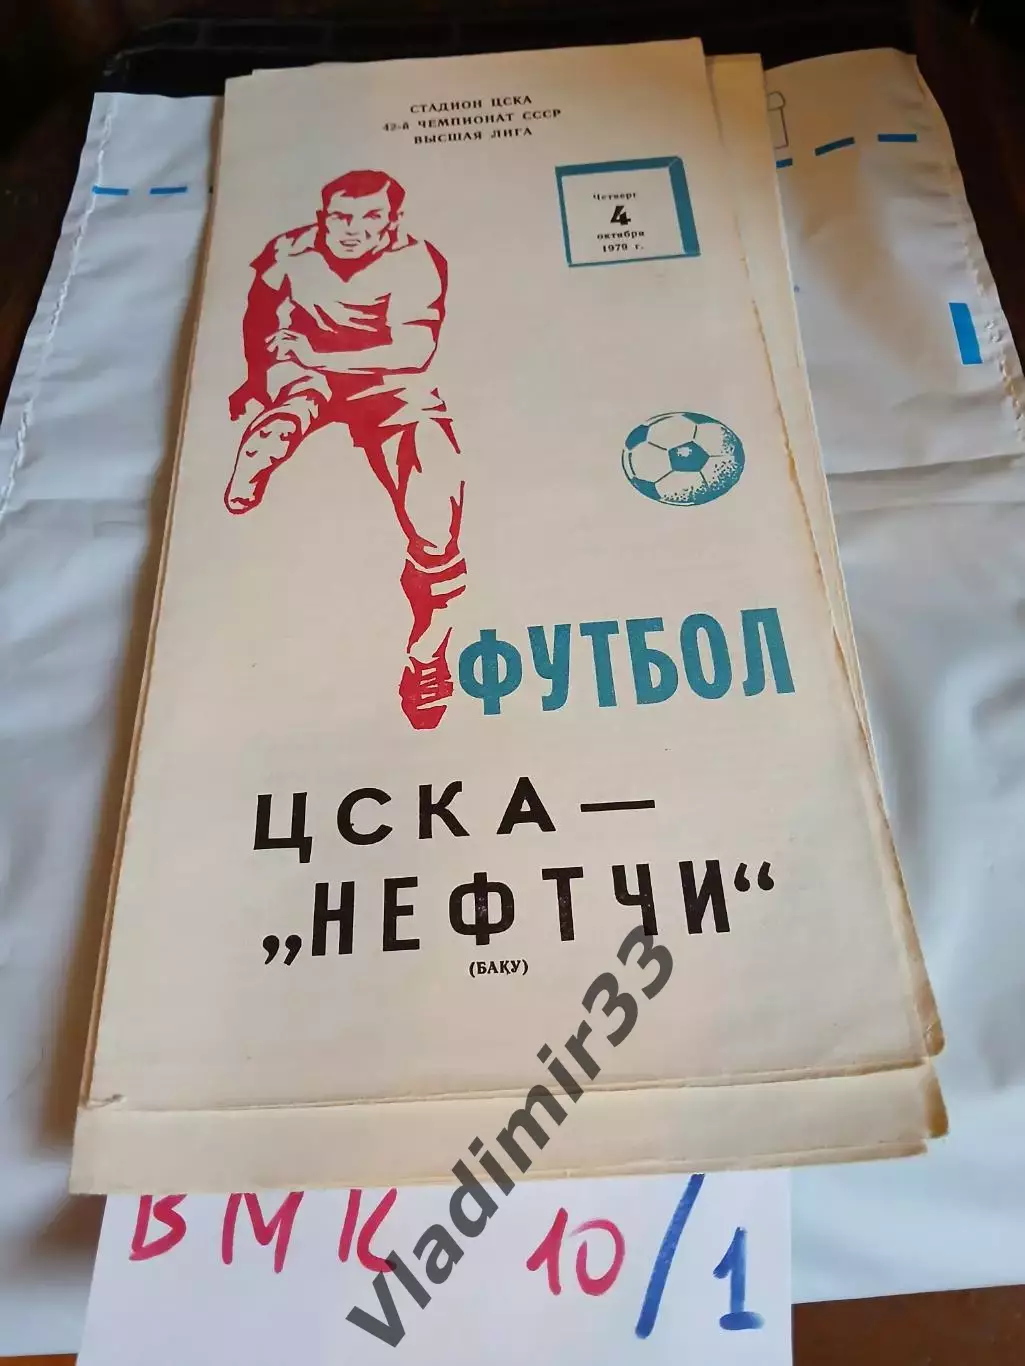 СТАДИОН ЦСКА
42-й ЧЕМПИОНАТ СССР
ВЫСШАЯ ЛИГА
Четверг
4
октября
1979 г.
ФУТБОЛ
ЦСКА —
„НЕФТЧИ“
(БАКУ)
ВМК 10/1
Vladimir33